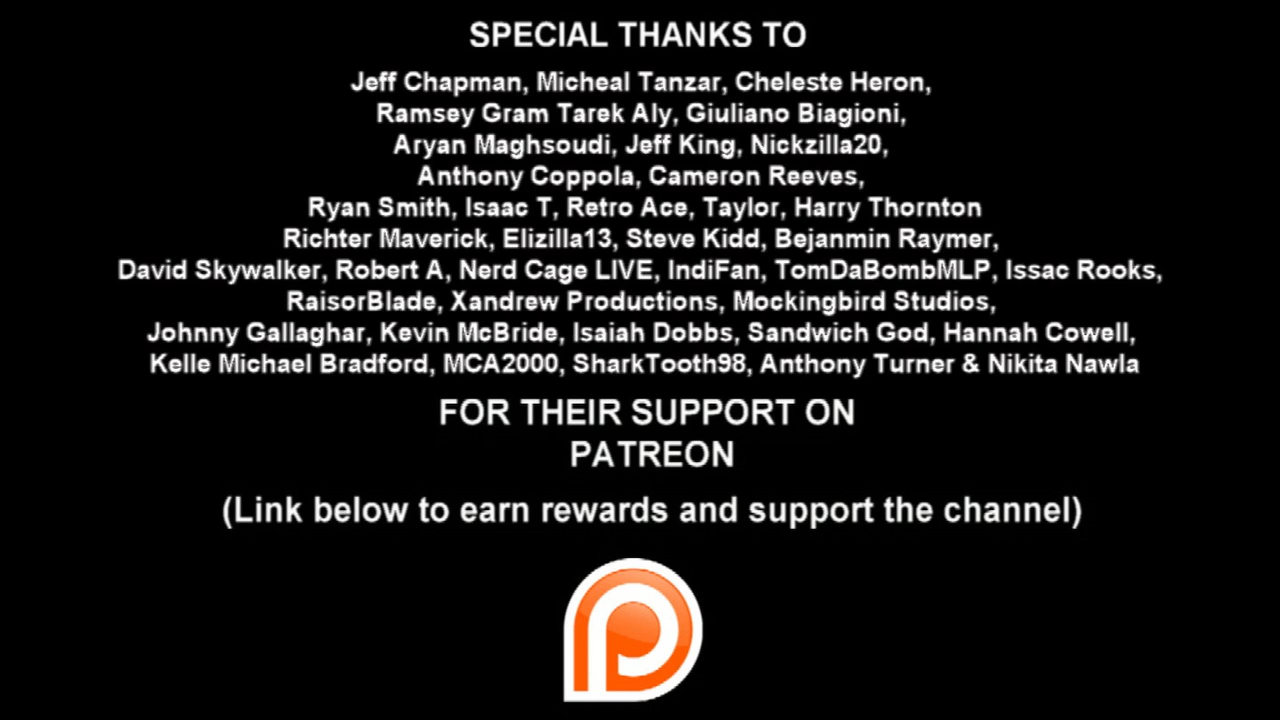 SPECIAL THANKS TO
Jeff Chapman, Micheal Tanzar, Cheleste Heron,
Ramsey Gram Tarek Aly, Giuliano Biagioni,
Aryan Maghsoudi, Jeff King, Nickzilla20,
Anthony Coppola, Cameron Reeves,
Ryan Smith, Isaac T, Retro Ace, Taylor, Harry Thornton
Richter Maverick, Elizilla13, Steve Kidd, Bejanmin Raymer,
David Skywalker, Robert A, Nerd Cage LIVE, IndiFan, TomDaBombMLP, Issac Rooks,
RaisorBlade, Xandrew Productions, Mockingbird Studios,
Johnny Gallaghar, Kevin McBride, Isaiah Dobbs, Sandwich God, Hannah Cowell,
Kelle Michael Bradford, MCA2000, SharkTooth98, Anthony Turner & Nikita Nawla
FOR THEIR SUPPORT ON
PATREON
(Link below to earn rewards and support the channel)